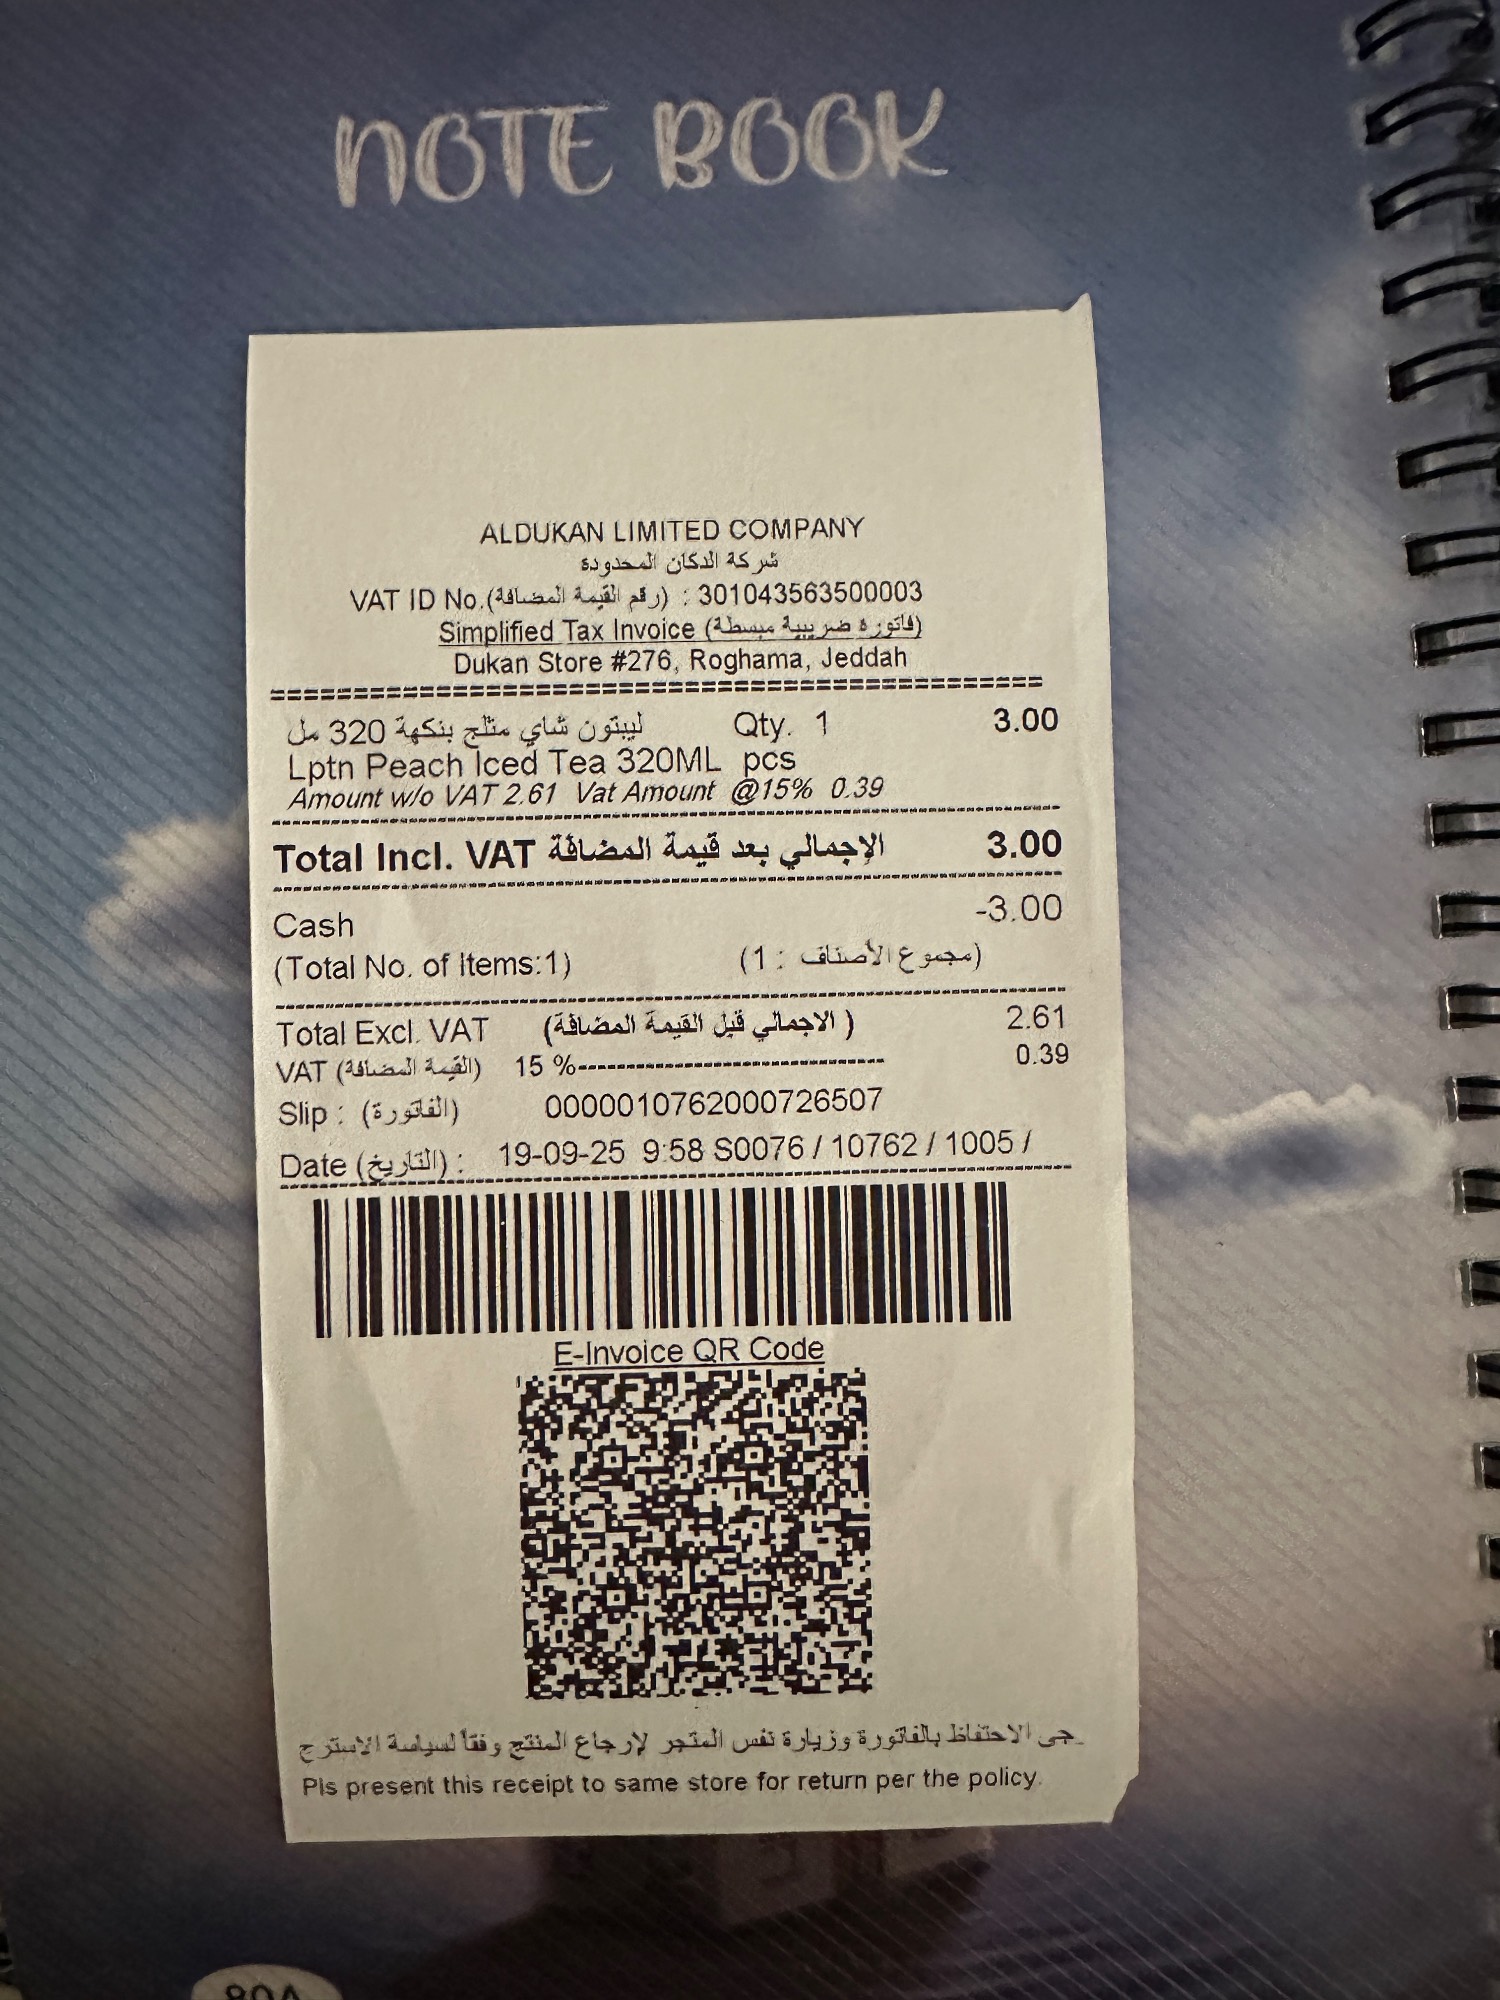 NOTE BOOK
ALDUKAN LIMITED COMPANY
شركة الدكان المحدودة
VAT ID No.(رقم القيمة المضافة) : 301043563500003
Simplified Tax Invoice (فاتورة ضريبية مبسطة)
Dukan Store #276, Roghama, Jeddah
===============================================
ليبتون شاي مثلج بنكهة 320 مل Qty. 1 3.00
Lptn Peach Iced Tea 320ML pcs
Amount w/o VAT 2.61 Vat Amount @15% 0.39
Total Incl. VAT الإجمالي بعد قيمة المضافة 3.00
Cash -3.00
(Total No. of Items:1) (مجموع الأصناف : 1)
Total Excl. VAT (الاجمالي قبل القيمة المضافة ) 2.61
VAT (القيمة المضافة) 15 %------------------------------ 0.39
Slip : (الفاتورة) 0000010762000726507
Date (التاريخ) : 19-09-25 9:58 S0076 / 10762 / 1005 /
E-Invoice QR Code
جى الاحتفاظ بالفاتورة وزيارة نفس المتجر لإرجاع المنتج وفقاً لسياسة الاسترج
Pls present this receipt to same store for return per the policy.